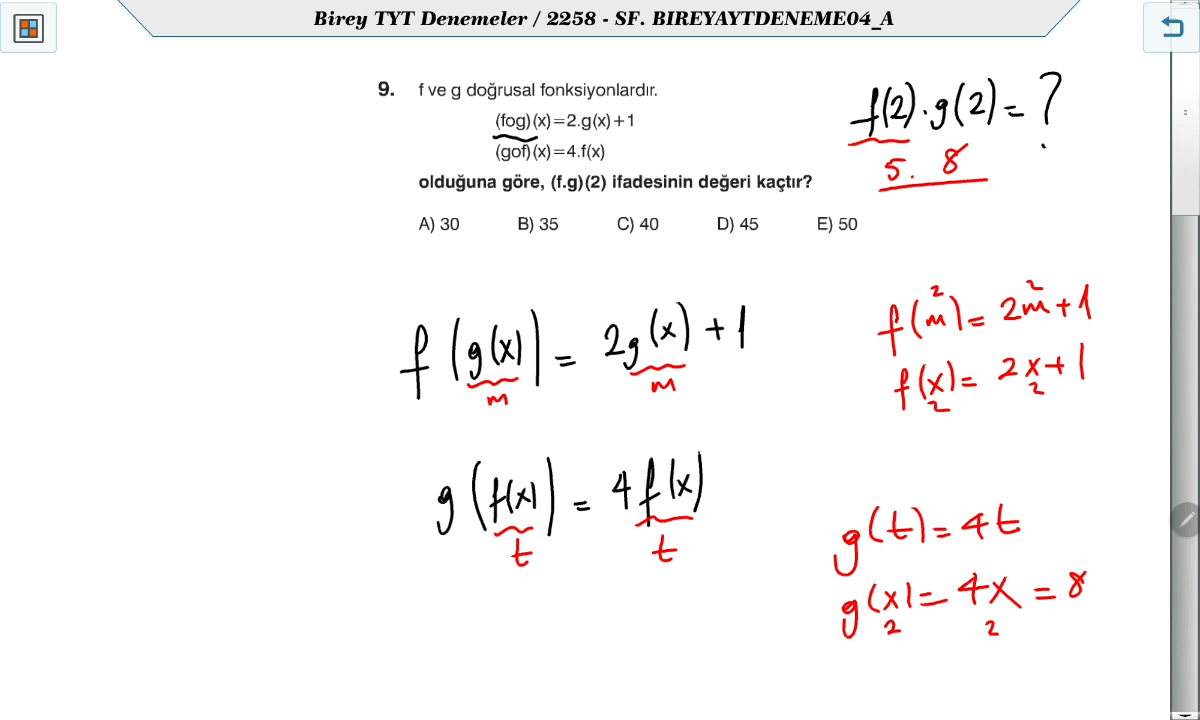 Birey TYT Denemeler / 2258 - SF. BIREYAYTDENEME04_A
9. f ve g doğrusal fonksiyonlardır.
(fog)(x)=2.g(x)+1
(gof)(x)=4.f(x)
olduğuna göre, (f.g)(2) ifadesinin değeri kaçtır?
A) 30 B) 35 C) 40 D) 45 E) 50
f(2).g(2)=?
5. 8
f(g(x))=2g(x)+1
m m
2 2
f(m)=2m+1
f(x)=2x+1
2 2
g(f(x))=4f(x)
t t
g(t)=4t
g(x)=4x=8
2 2